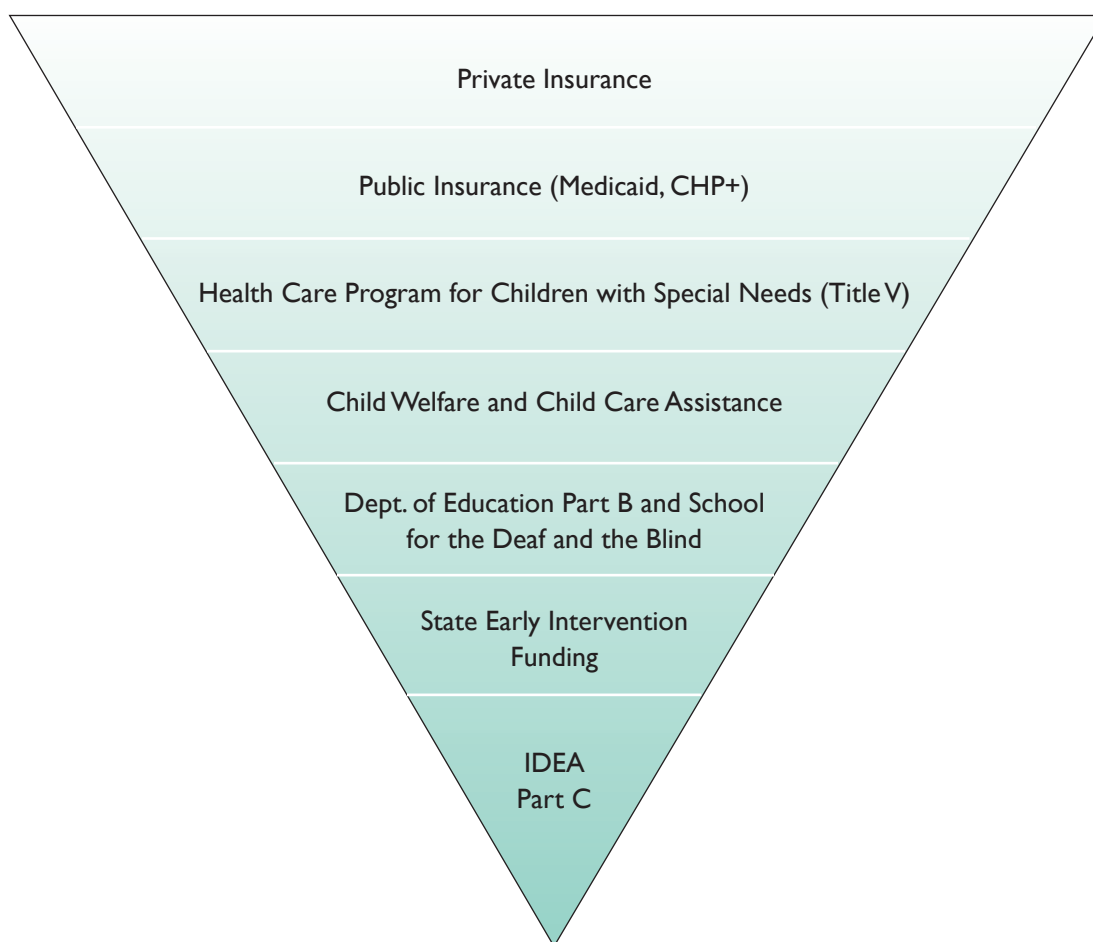 Private Insurance
Public Insurance (Medicaid, CHP+)
Health Care Program for Children with Special Needs (Title V)
Child Welfare and Child Care Assistance
Dept. of Education Part B and School
for the Deaf and the Blind
State Early Intervention
Funding
IDEA
Part C